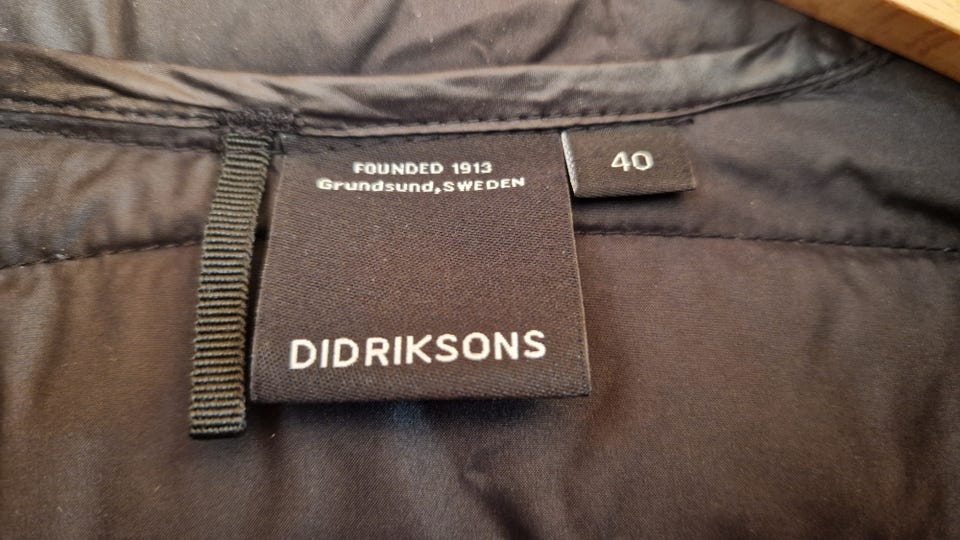 FOUNDED 1913
Grundsund,SWEDEN
DIDRIKSONS
40